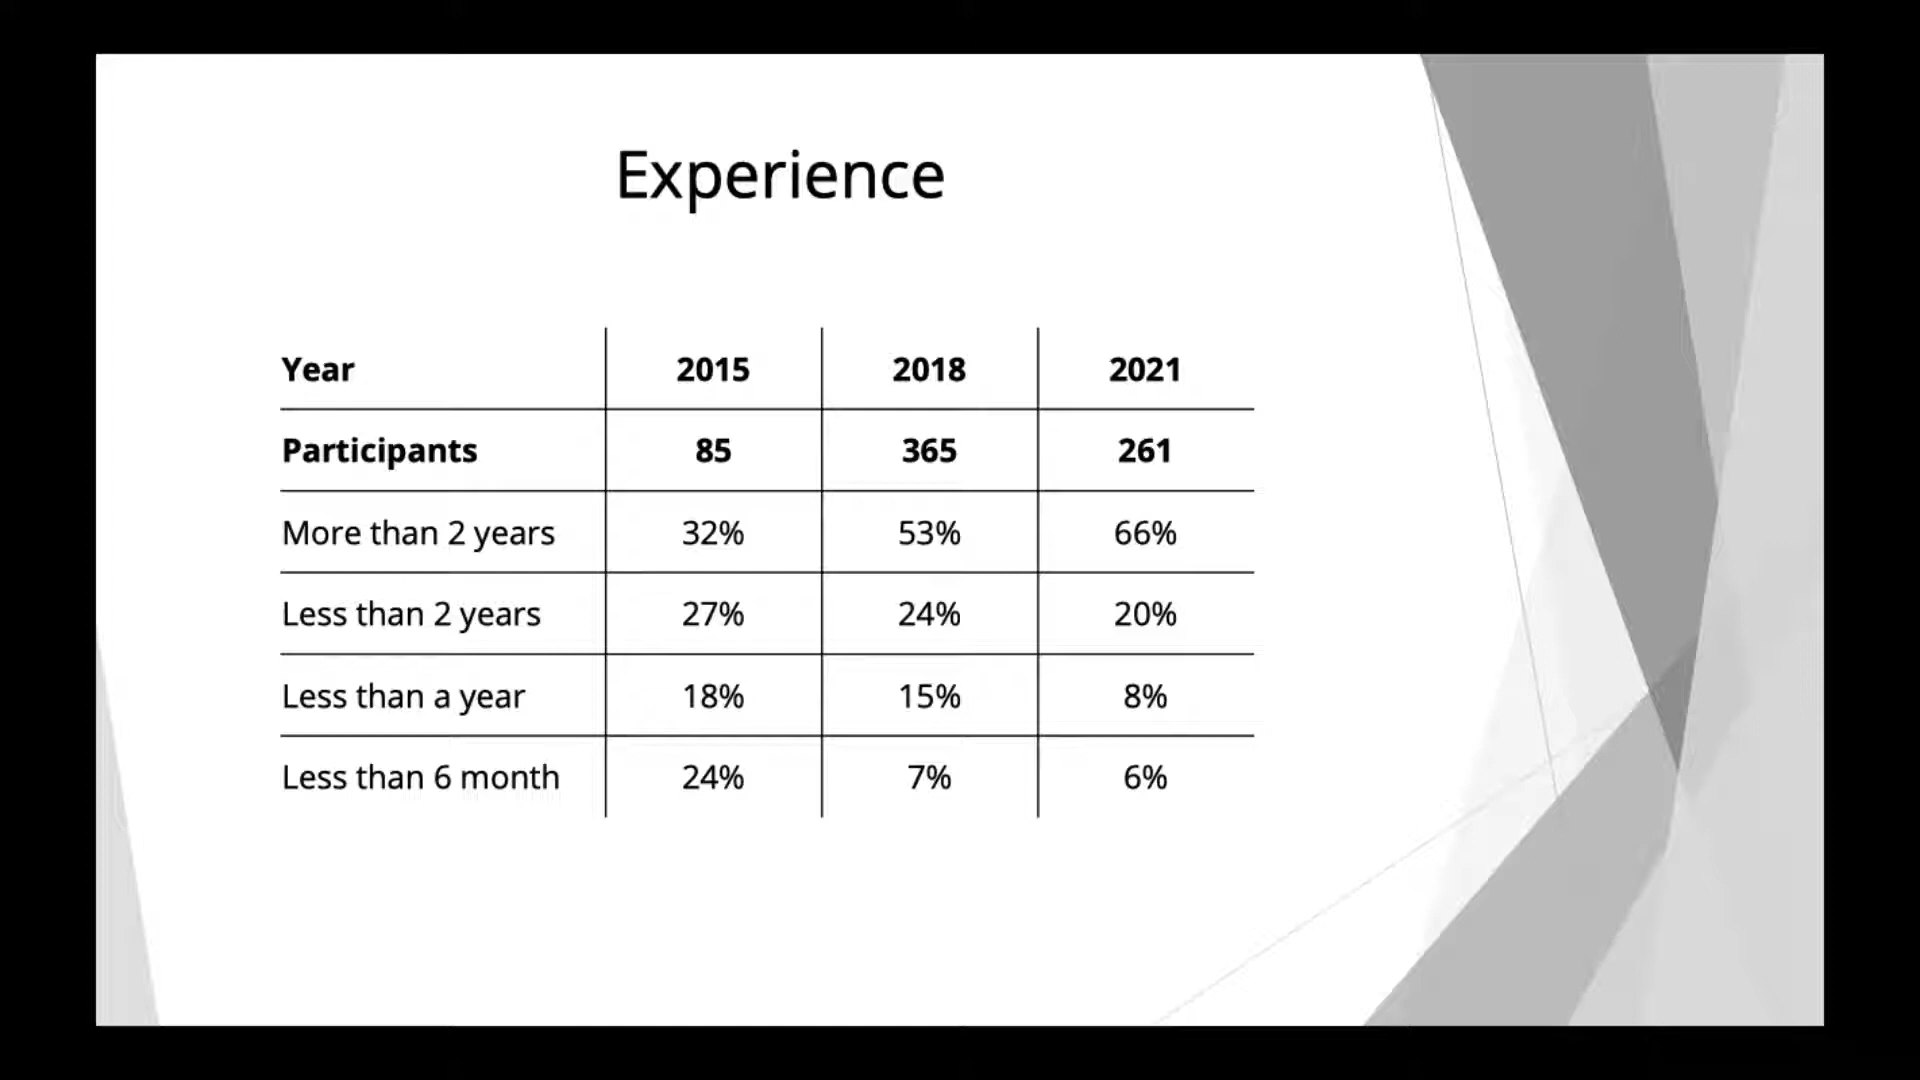 Experience
Year 2015 2018 2021
Participants 85 365 261
More than 2 years 32% 53% 66%
Less than 2 years 27% 24% 20%
Less than a year 18% 15% 8%
Less than 6 month 24% 7% 6%